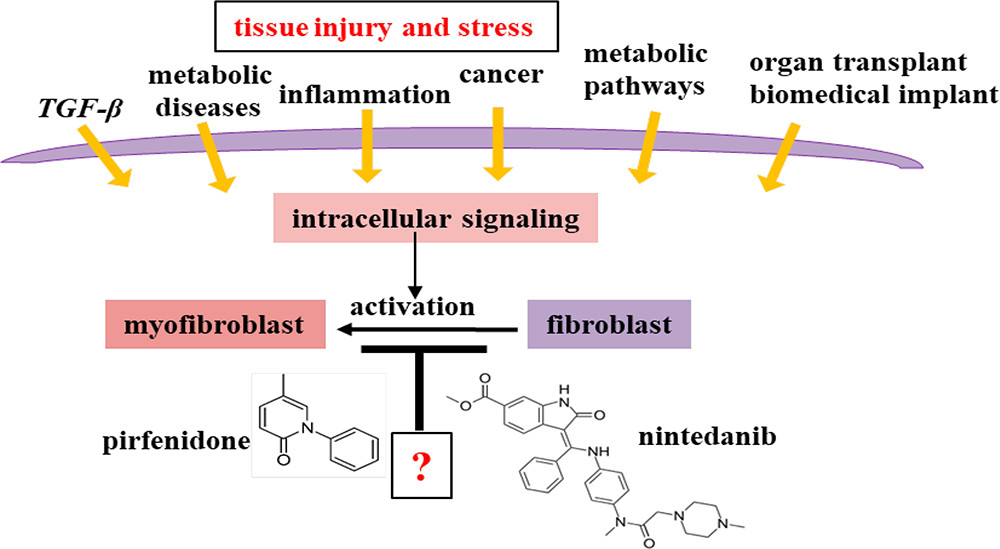 tissue injury and stress
TGF-β
metabolic
diseases
inflammation
cancer
metabolic
pathways
organ transplant
biomedical implant
intracellular signaling
activation
myofibroblast
fibroblast
pirfenidone
N
O
?
O
O
H
N
O
NH
N
O
N
N
nintedanib